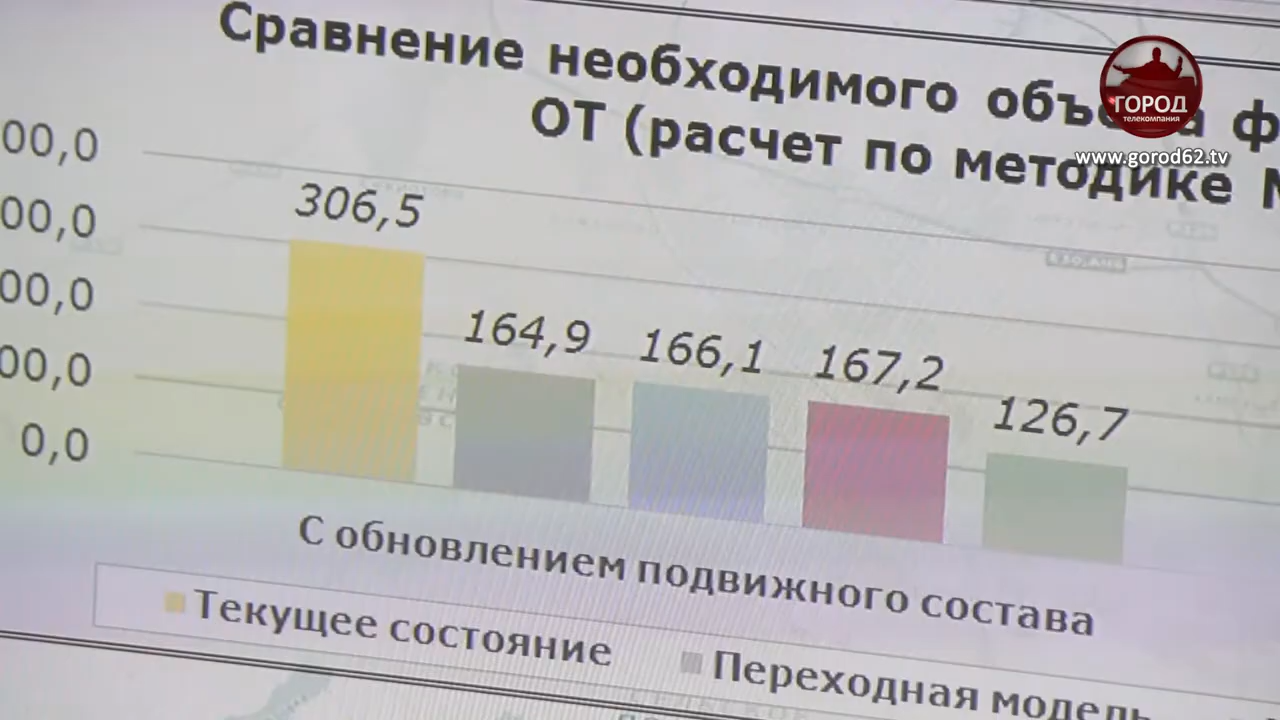 Сравнение необходимого объема ф
ОТ (расчет по методике М
ГОРОД
телекомпания
www.gorod62.tv
00,0
00,0
00,0
00,0
0,0
306,5
164,9
166,1
167,2
126,7
С обновлением подвижного состава
Текущее состояние
Переходная модель